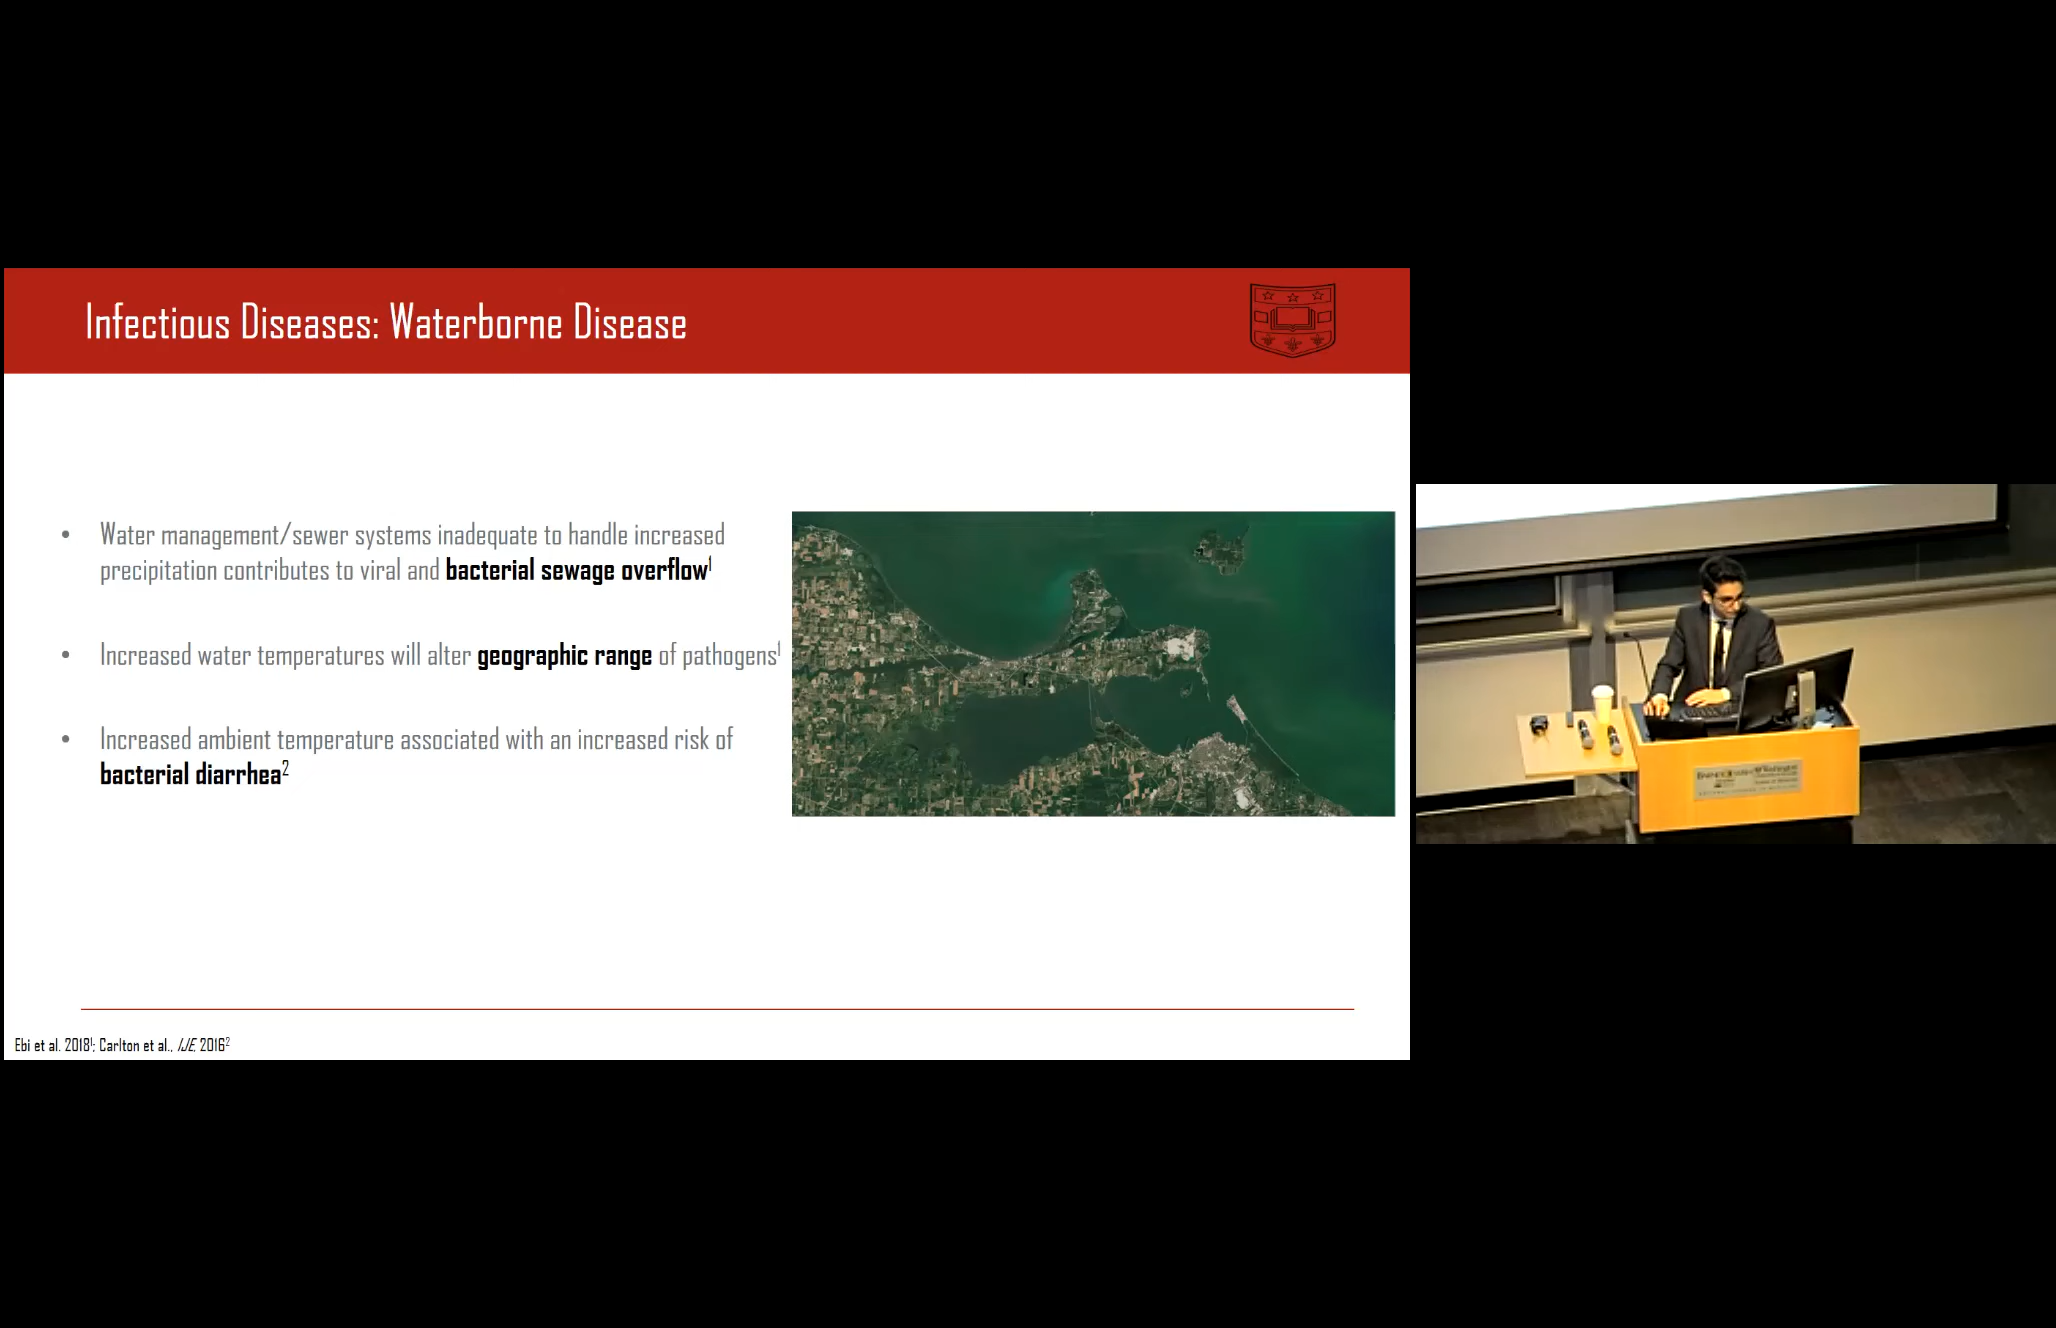 Infectious Diseases: Waterborne Disease
• Water management/sewer systems inadequate to handle increased
precipitation contributes to viral and bacterial sewage overflow¹
• Increased water temperatures will alter geographic range of pathogens¹
• Increased ambient temperature associated with an increased risk of
bacterial diarrhea²
Ebi et al. 2018¹; Carlton et al., IJE, 2016²